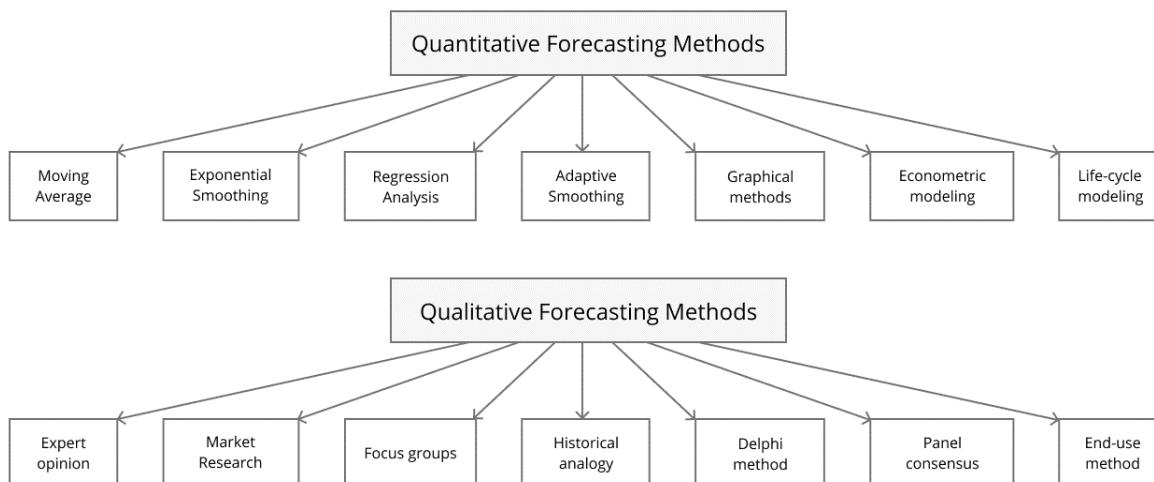 Quantitative Forecasting Methods
Moving
Average
Exponential
Smoothing
Regression
Analysis
Adaptive
Smoothing
Graphical
methods
Econometric
modeling
Life-cycle
modeling
Qualitative Forecasting Methods
Expert
opinion
Market
Research
Focus groups
Historical
analogy
Delphi
method
Panel
consensus
End-use
method